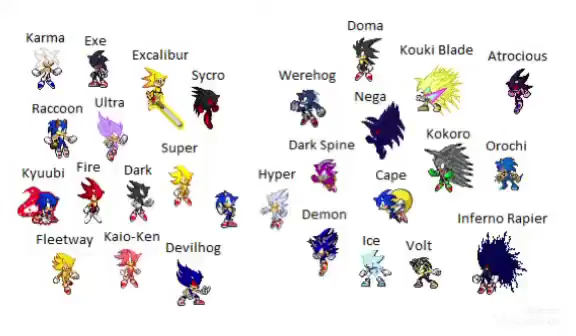 Karma
Exe
Excalibur
Sycro
Raccoon
Ultra
Super
Kyuubi
Fire
Dark
Fleetway
Kaio-Ken
Devilhog
Doma
Kouki Blade
Atrocious
Werehog
Nega
Dark Spine
Kokoro
Orochi
Hyper
Cape
Demon
Ice
Volt
Inferno Rapier